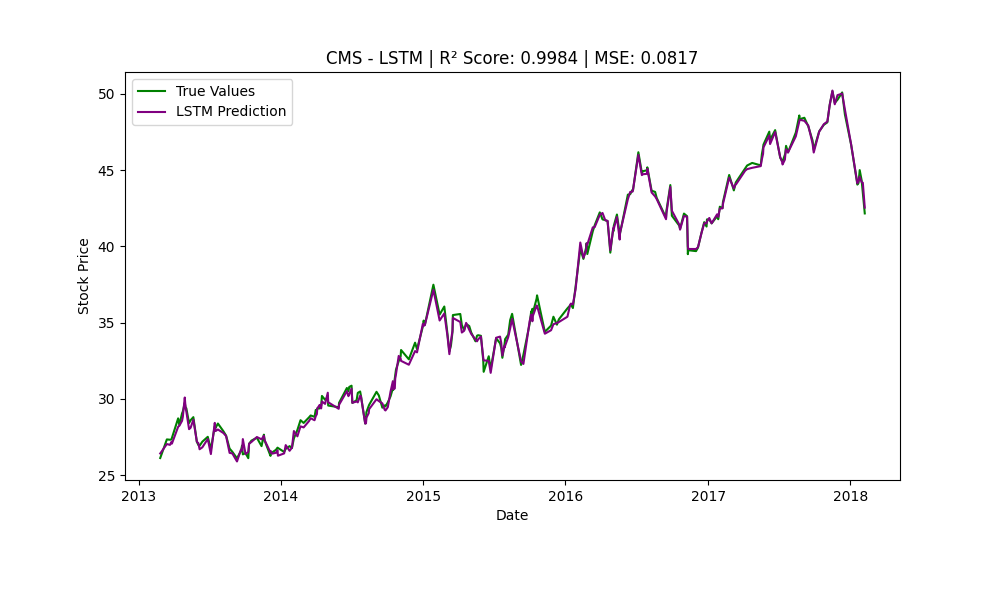 CMS - LSTM | R² Score: 0.9984 | MSE: 0.0817
True Values
LSTM Prediction
50
45
40
35
30
25
Stock Price
2013 2014 2015 2016 2017 2018
Date